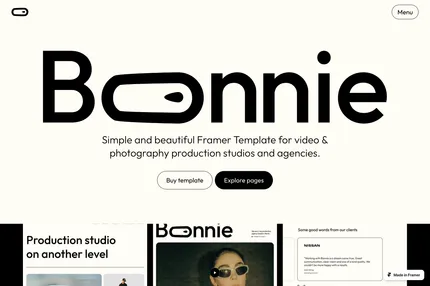 Menu
Bonnie
Simple and beautiful Framer Template for video &
photography production studios and agencies.
Buy template
Explore pages
Production studio
on another level
Bonnie
Some good words from our clients
NISSAN
Made in Framer